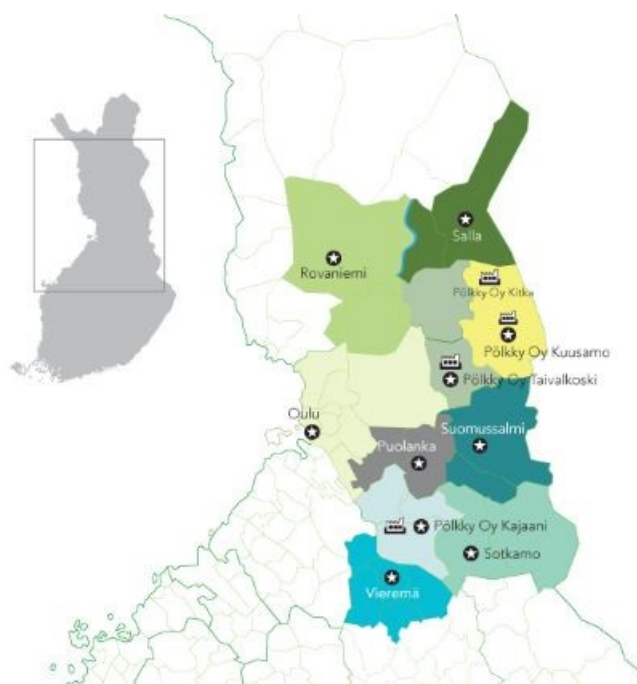 Salla
Rovaniemi
Pölkky Oy Kitka
Pölkky Oy Kuusamo
Pölkky Oy Taivalkoski
Oulu
Suomussalmi
Puolanka
Pölkky Oy Kajaani
Sotkamo
Vieremä